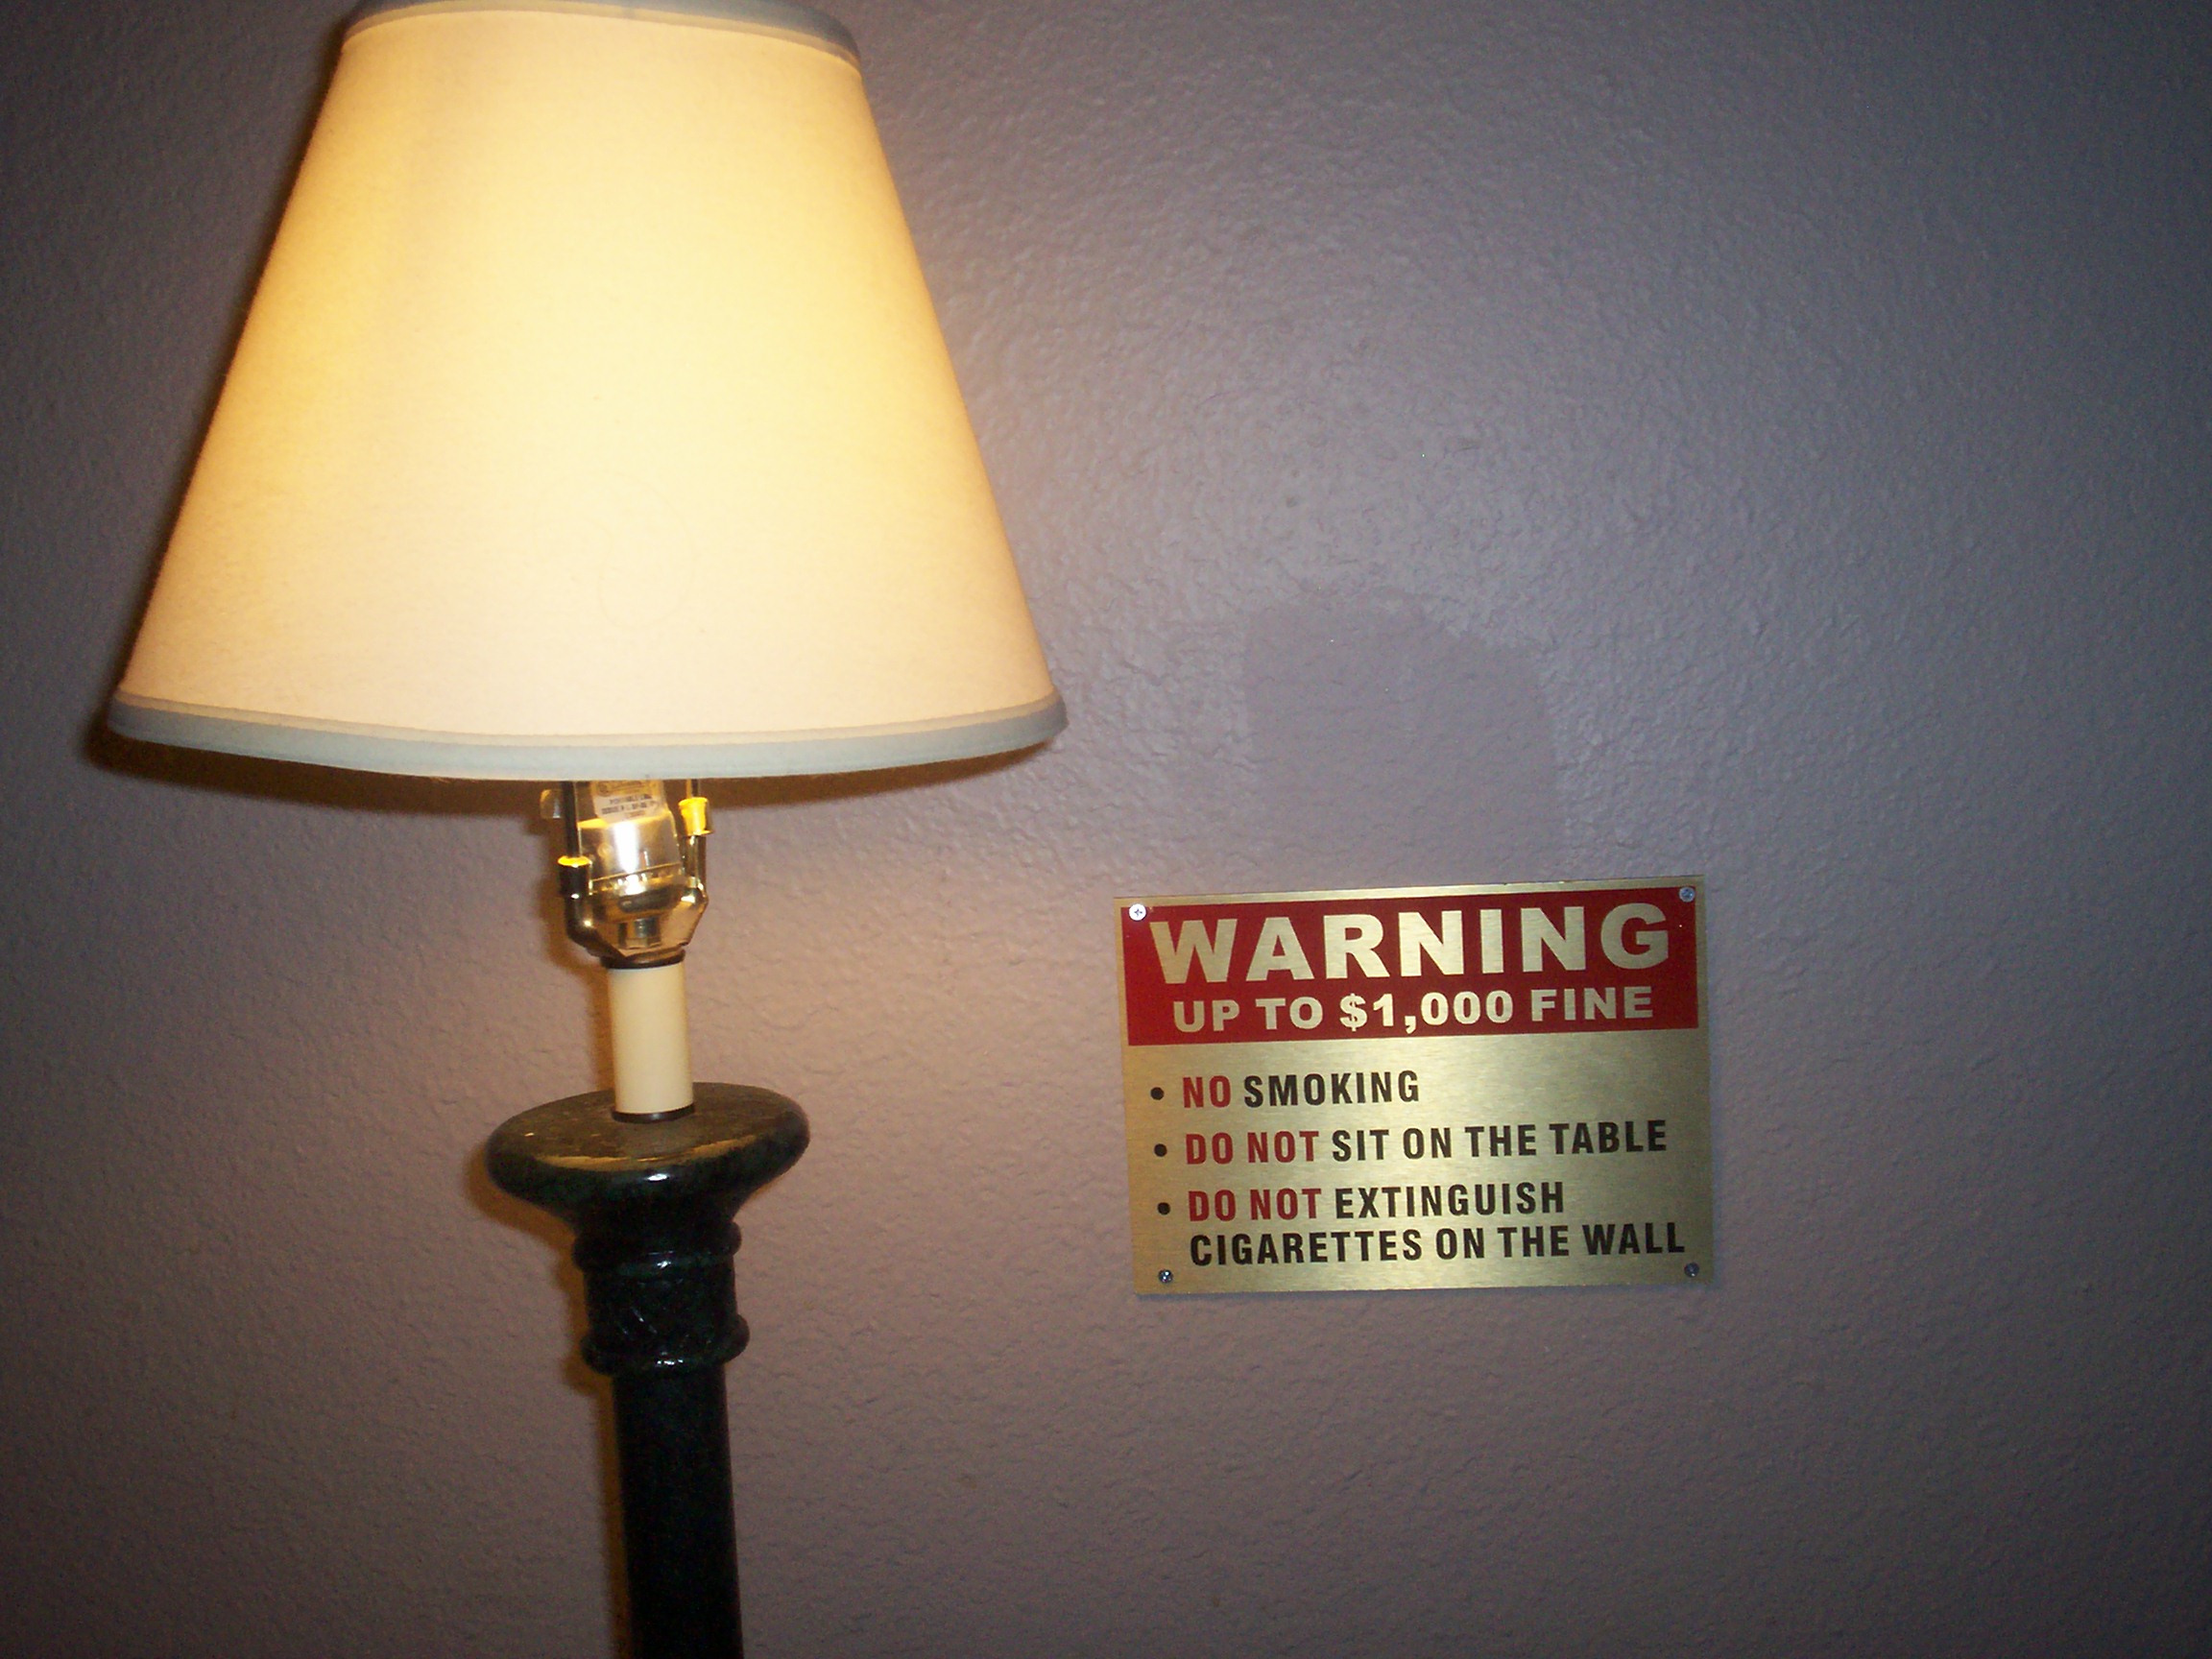 WARNING
UP TO $1,000 FINE
• NO SMOKING
• DO NOT SIT ON THE TABLE
• DO NOT EXTINGUISH
CIGARETTES ON THE WALL